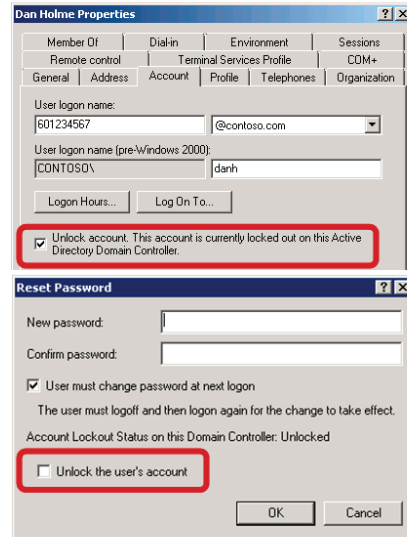 Dan Holme Properties
Member Of Dial-in Environment Sessions
Remote control Terminal Services Profile COM+
General Address Account Profile Telephones Organization
User logon name:
601234567 @contoso.com
User logon name (pre-Windows 2000):
CONTOSO\ danh
Logon Hours... Log On To...
Unlock account. This account is currently locked out on this Active
Directory Domain Controller.
Reset Password
New password:
Confirm password:
User must change password at next logon
The user must logoff and then logon again for the change to take effect.
Account Lockout Status on this Domain Controller: Unlocked
Unlock the user's account
OK Cancel